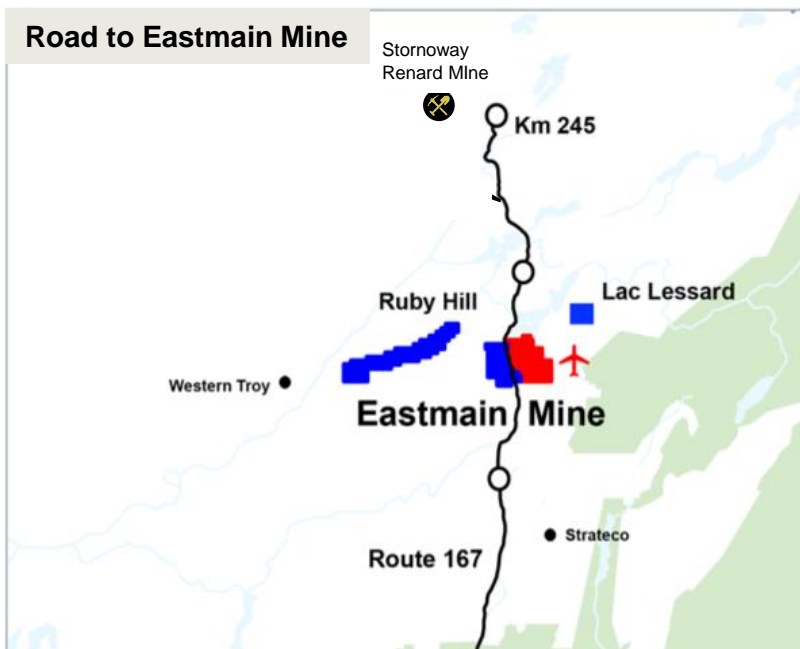 Road to Eastmain Mine
Stornoway
Renard MIne
Km 245
Lac Lessard
Ruby Hill
Western Troy
Eastmain Mine
Strateco
Route 167